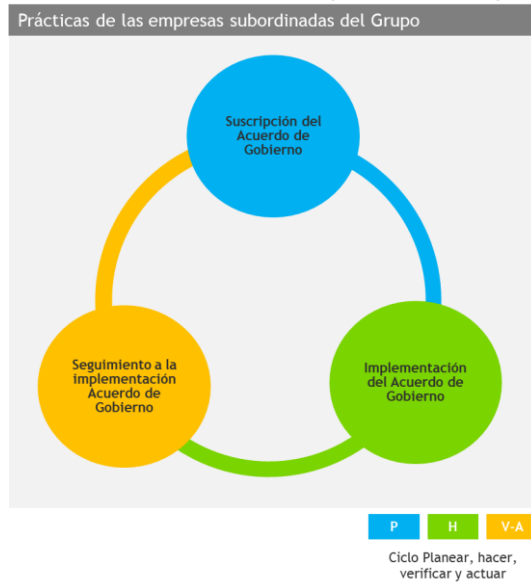 Prácticas de las empresas subordinadas del Grupo
Suscripción del
Acuerdo de
Gobierno
Seguimiento a la
implementación
Acuerdo de
Gobierno
Implementación
del Acuerdo de
Gobierno
P H V-A
Ciclo Planear, hacer,
verificar y actuar